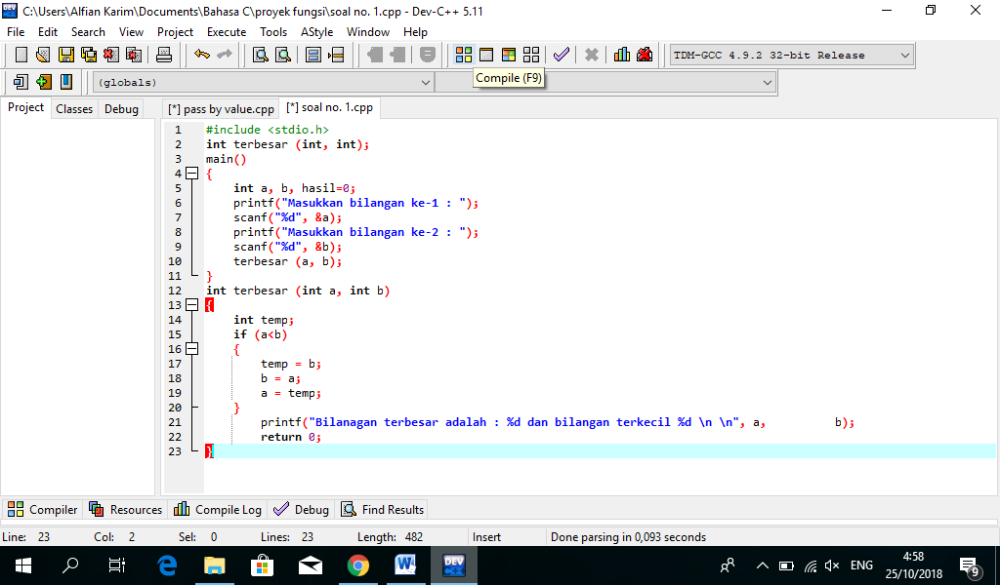 C:\Users\Alfian Karim\Documents\Bahasa C\proyek fungsi\soal no. 1.cpp - Dev-C++ 5.11
File Edit Search View Project Execute Tools AStyle Window Help
TDM-GCC 4.9.2 32-bit Release
Compile (F9)
(globals)
Project Classes Debug [*] pass by value.cpp [*] soal no. 1.cpp
1 #include <stdio.h>
2 int terbesar (int, int);
3 main()
4 {
5 int a, b, hasil=0;
6 printf("Masukkan bilangan ke-1 : ");
7 scanf("%d", &a);
8 printf("Masukkan bilangan ke-2 : ");
9 scanf("%d", &b);
10 terbesar (a, b);
11 }
12 int terbesar (int a, int b)
13 {
14 int temp;
15 if (a<b)
16 {
17 temp = b;
18 b = a;
19 a = temp;
20 }
21 printf("Bilanagan terbesar adalah : %d dan bilangan terkecil %d \n \n", a, b);
22 return 0;
23 }
Compiler Resources Compile Log Debug Find Results
Line: 23 Col: 2 Sel: 0 Lines: 23 Length: 482 Insert Done parsing in 0,093 seconds
DEV
ENG
4:58
25/10/2018
9